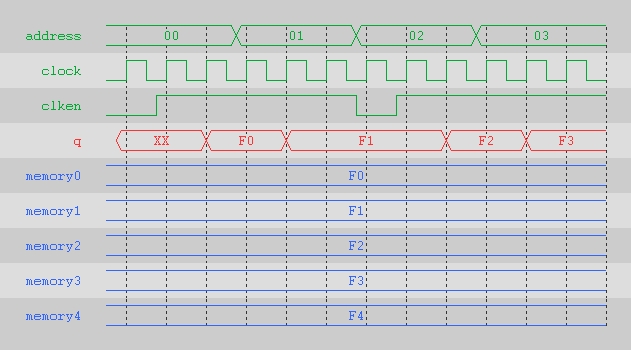 address 00 01 02 03
clock
clken
q XX F0 F1 F2 F3
memory0 F0
memory1 F1
memory2 F2
memory3 F3
memory4 F4